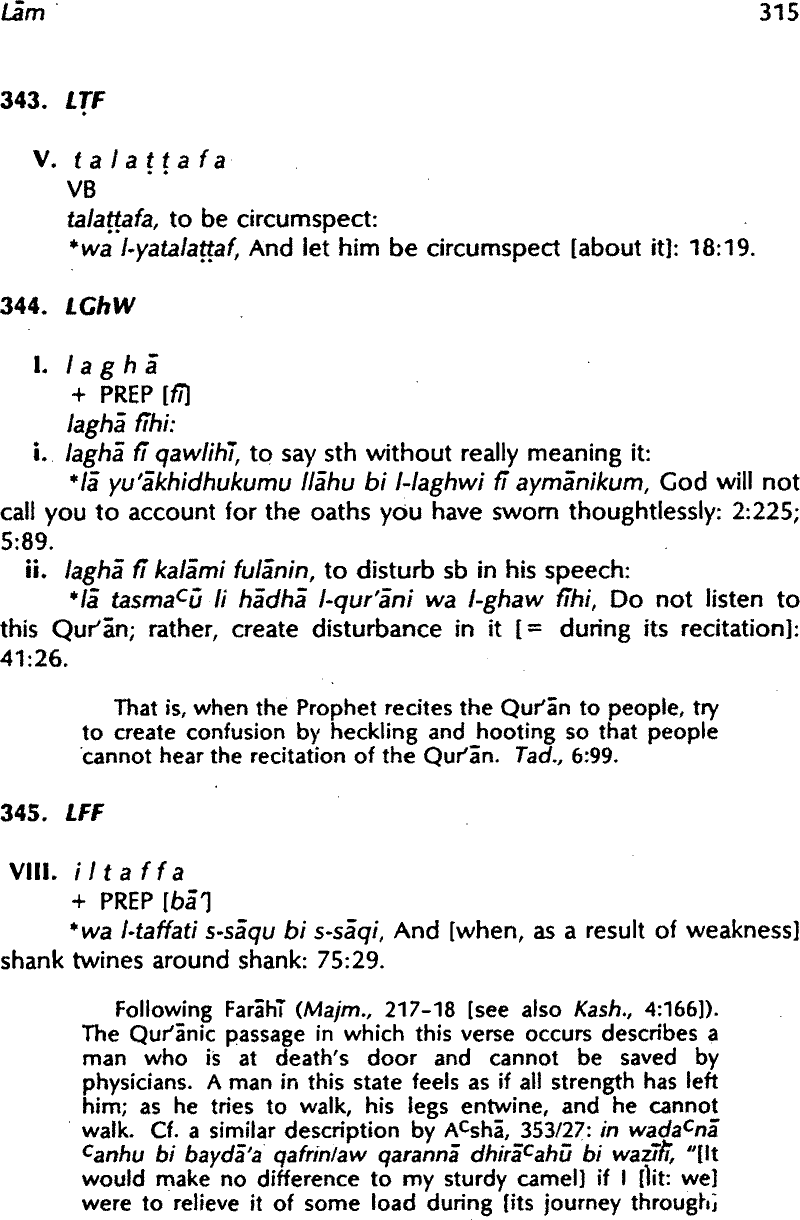 Lām 315
343. LṬF
V. t a l a ṭ ṭ a f a
VB
talaṭṭafa, to be circumspect:
*wa l-yatalaṭṭaf, And let him be circumspect [about it]: 18:19.
344. LGhW
I. l a g h ā
+ PREP [fī]
laghā fīhi:
i. laghā fī qawlihī, to say sth without really meaning it:
*lā yu'ākhidhukumu llāhu bi l-laghwi fī aymānikum, God will not
call you to account for the oaths you have sworn thoughtlessly: 2:225;
5:89.
ii. laghā fī kalāmi fulānin, to disturb sb in his speech:
*lā tasmaᶜū li hādhā l-qur'āni wa l-ghaw fīhi, Do not listen to
this Qur'ān; rather, create disturbance in it [= during its recitation]:
41:26.
That is, when the Prophet recites the Qur'ān to people, try
to create confusion by heckling and hooting so that people
cannot hear the recitation of the Qur'ān. Tad., 6:99.
345. LFF
VIII. i l t a f f a
+ PREP [bā']
*wa l-taffati s-sāqu bi s-sāqi, And [when, as a result of weakness]
shank twines around shank: 75:29.
Following Farāhī (Majm., 217-18 [see also Kash., 4:166]).
The Qur'ānic passage in which this verse occurs describes a
man who is at death's door and cannot be saved by
physicians. A man in this state feels as if all strength has left
him; as he tries to walk, his legs entwine, and he cannot
walk. Cf. a similar description by Aᶜshā, 353/27: in waḍaᶜnā
ᶜanhu bi baydā'a qafrin/aw qarannā dhirāᶜahū bi waẓīfī, "[It
would make no difference to my sturdy camel] if I [lit: we]
were to relieve it of some load during [its journey through]